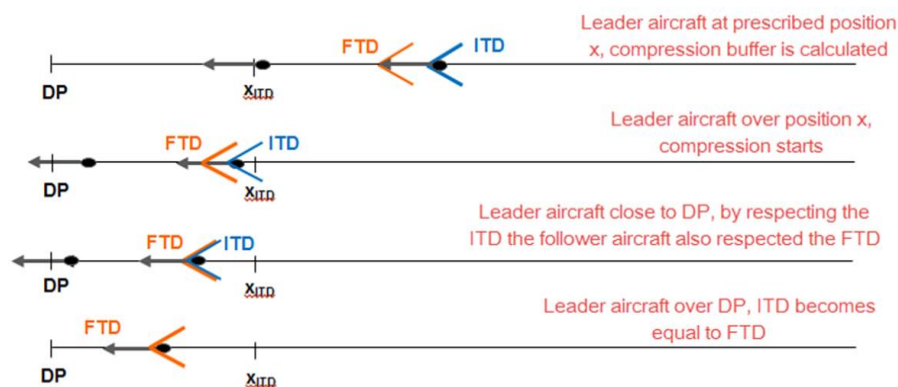 Leader aircraft at prescribed position
x, compression buffer is calculated
FTD
ITD
DP
xITD
Leader aircraft over position x,
compression starts
FTD
ITD
DP
xITD
Leader aircraft close to DP, by respecting the
ITD the follower aircraft also respected the FTD
FTD
ITD
DP
xITD
Leader aircraft over DP, ITD becomes
equal to FTD
FTD
DP
xITD